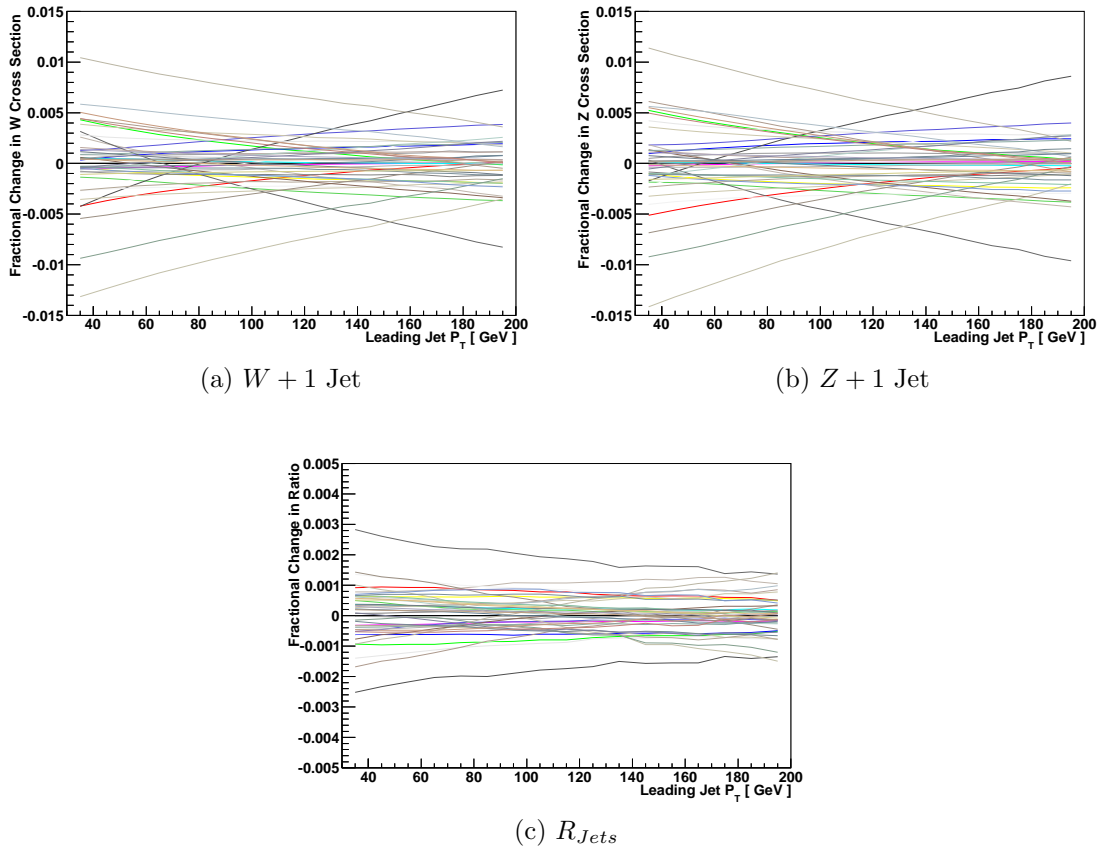 Fractional Change in W Cross Section
0.015
0.01
0.005
0
-0.005
-0.01
-0.015
40 60 80 100 120 140 160 180 200
Leading Jet P_T [ GeV ]
(a) W + 1 Jet
Fractional Change in Z Cross Section
0.015
0.01
0.005
0
-0.005
-0.01
-0.015
40 60 80 100 120 140 160 180 200
Leading Jet P_T [ GeV ]
(b) Z + 1 Jet
Fractional Change in Ratio
0.005
0.004
0.003
0.002
0.001
0
-0.001
-0.002
-0.003
-0.004
-0.005
40 60 80 100 120 140 160 180 200
Leading Jet P_T [ GeV ]
(c) R_{Jets}